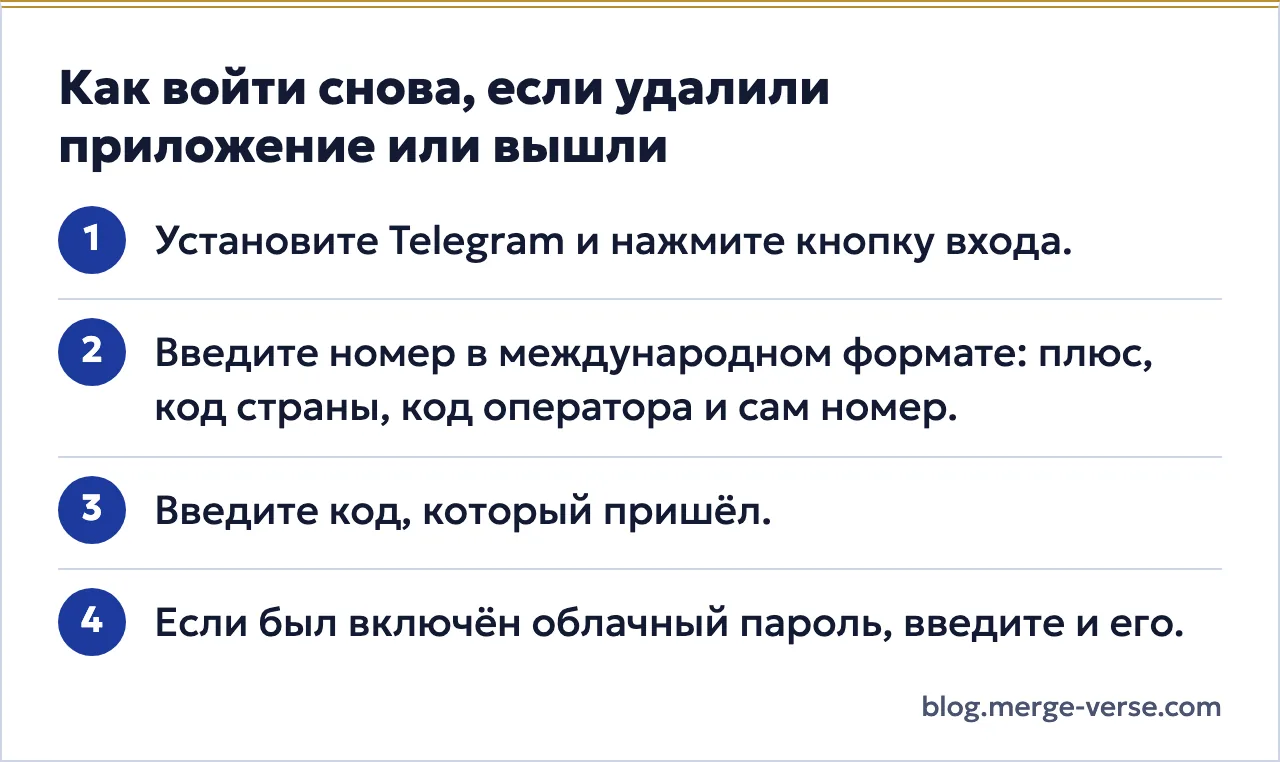 Как войти снова, если удалили
приложение или вышли
1
Установите Telegram и нажмите кнопку входа.
2
Введите номер в международном формате: плюс,
код страны, код оператора и сам номер.
3
Введите код, который пришёл.
4
Если был включён облачный пароль, введите и его.
blog.merge-verse.com